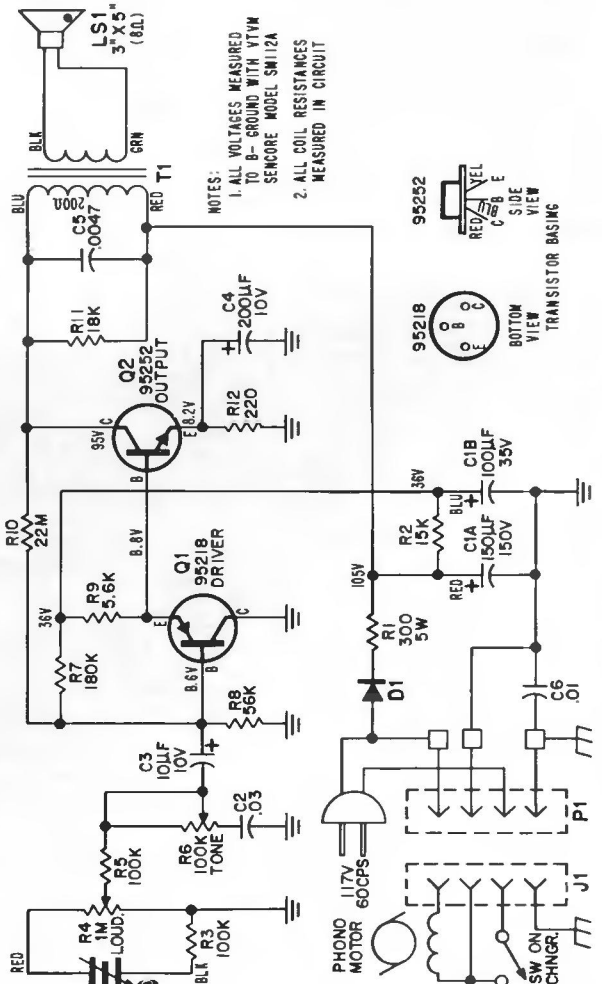 LS1
3" X 5"
(8Ω)
BLK
GRN
T1
BLU
200Ω
RED
C5
.0047
R11
18K
NOTES:
1. ALL VOLTAGES MEASURED
TO B- GROUND WITH VTVM
SENCORE MODEL SM112A
2. ALL COIL RESISTANCES
MEASURED IN CIRCUIT
Q2
95252
OUTPUT
95V
C
B
E
8.2V
C4
200µF
10V
+
R12
220
R10
22M
36V
R9
5.6K
R7
180K
8.8V
Q1
95218
DRIVER
E
B
C
8.6V
R8
56K
C3
10µF
10V
+
R5
100K
R6
100K
TONE
C2
.03
RED
R4
1M
LOUD.
R3
100K
BLK
95218
B
E
C
BOTTOM
VIEW
95252
RED
BLU
YEL
C
B
E
SIDE
VIEW
TRANSISTOR BASING
36V
105V
R2
15K
BLU
+
C1B
100µF
35V
RED
+
C1A
150µF
150V
R1
300
5W
D1
C6
.01
117V
60CPS
P1
J1
PHONO
MOTOR
SW ON
CHNGR.